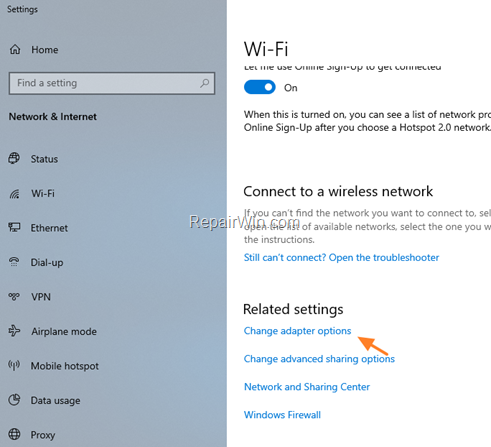 Settings
Home
Find a setting
Network & Internet
Status
Wi-Fi
Ethernet
Dial-up
VPN
Airplane mode
Mobile hotspot
Data usage
Proxy
Wi-Fi
Let me use Online Sign-Up to get connected
On
When this is turned on, you can see a list of network pro
Online Sign-Up after you choose a Hotspot 2.0 network.
Connect to a wireless network
If you can't find the network you want to connect to, sel
open the list of available networks, select the one you w
the instructions.
RepairWin.com
Still can't connect? Open the troubleshooter
Related settings
Change adapter options
Change advanced sharing options
Network and Sharing Center
Windows Firewall